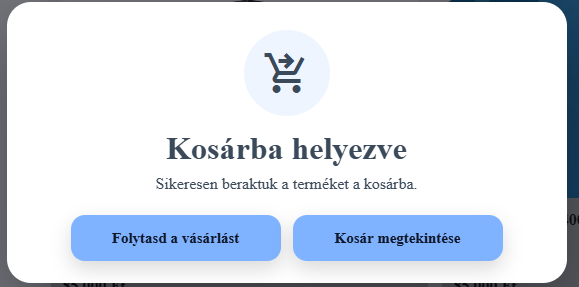 Kosárba helyezve
Sikeresen beraktuk a terméket a kosárba.
Folytasd a vásárlást
Kosár megtekintése